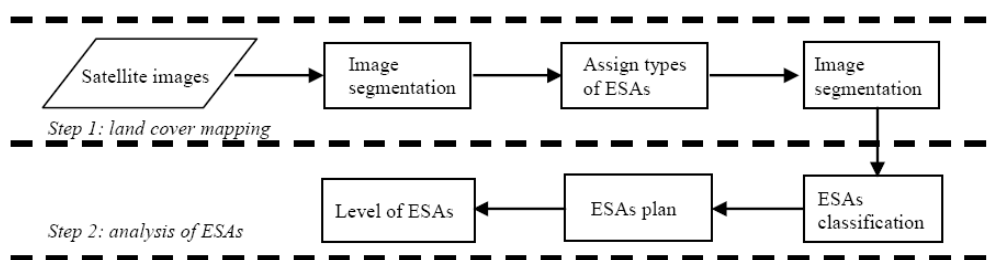 Satellite images
Image
segmentation
Assign types
of ESAs
Image
segmentation
Step 1: land cover mapping
Level of ESAs
ESAs plan
ESAs
classification
Step 2: analysis of ESAs